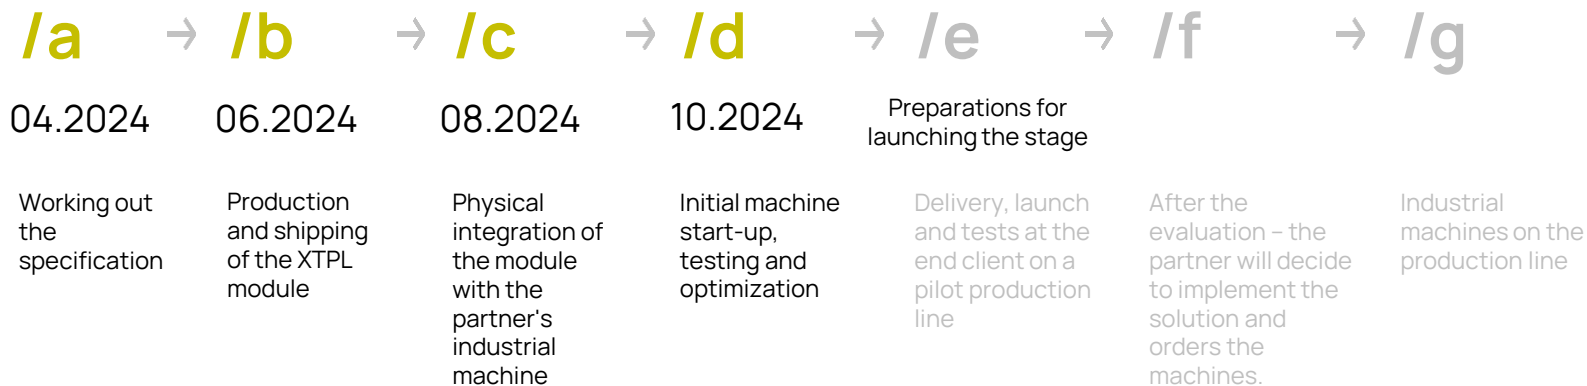 /a → /b → /c → /d → /e → /f → /g
04.2024
06.2024
08.2024
10.2024
Preparations for
launching the stage
Working out
the
specification
Production
and shipping
of the XTPL
module
Physical
integration of
the module
with the
partner's
industrial
machine
Initial machine
start-up,
testing and
optimization
Delivery, launch
and tests at the
end client on a
pilot production
line
After the
evaluation – the
partner will decide
to implement the
solution and
orders the
machines.
Industrial
machines on the
production line